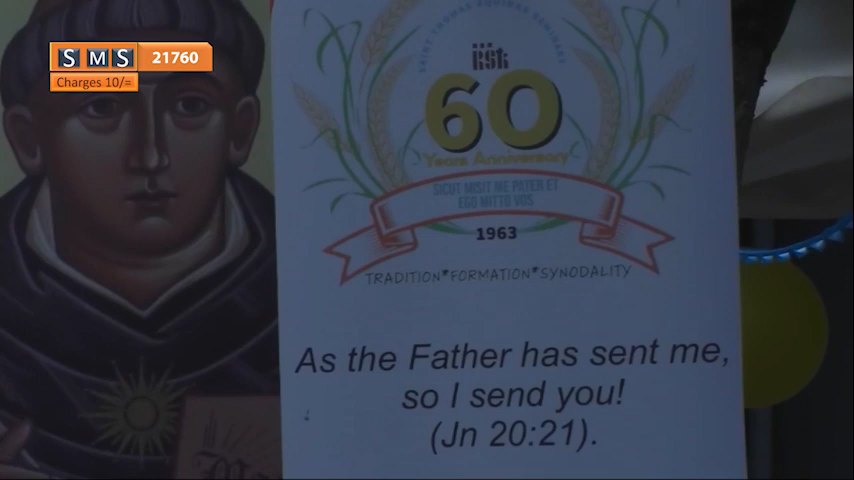 SMS 21760
Charges 10/=
SAINT THOMAS AQUINAS SEMINARY
60
Years Anniversary
SICUT MISIT ME PATER ET
EGO MITTO VOS
1963
TRADITION*FORMATION*SYNODALITY
As the Father has sent me,
so I send you!
(Jn 20:21).